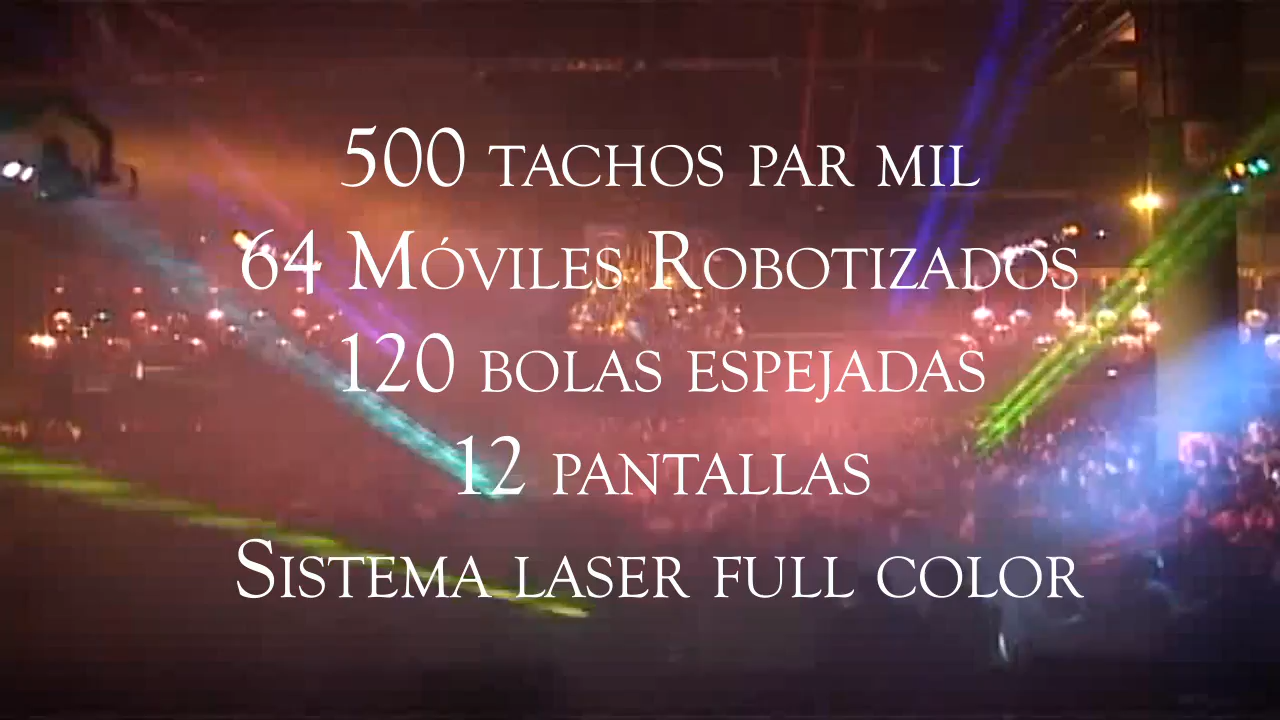 500 tachos par mil
64 Móviles Robotizados
120 bolas espejadas
12 pantallas
Sistema laser full color